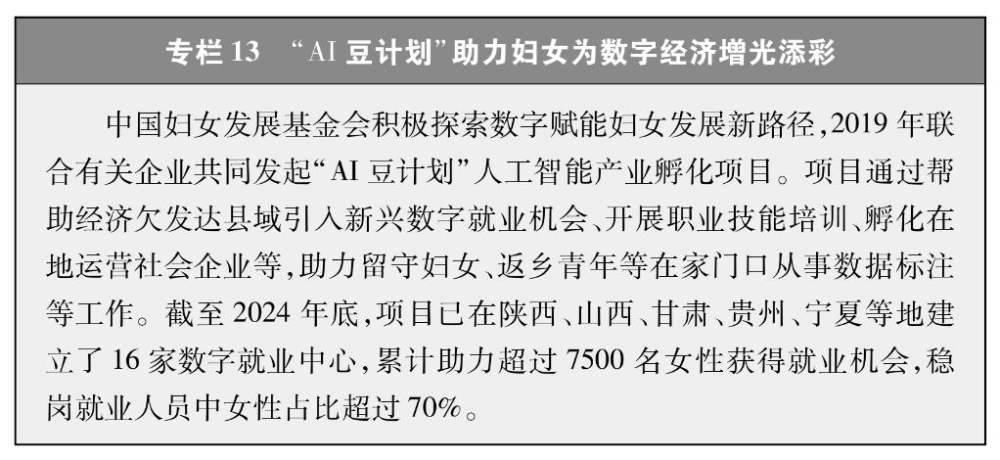 专栏 13 “AI 豆计划”助力妇女为数字经济增光添彩
中国妇女发展基金会积极探索数字赋能妇女发展新路径,2019 年联
合有关企业共同发起“AI 豆计划”人工智能产业孵化项目。项目通过帮
助经济欠发达县域引入新兴数字就业机会、开展职业技能培训、孵化在
地运营社会企业等,助力留守妇女、返乡青年等在家门口从事数据标注
等工作。截至 2024 年底,项目已在陕西、山西、甘肃、贵州、宁夏等地建
立了 16 家数字就业中心,累计助力超过 7500 名女性获得就业机会,稳
岗就业人员中女性占比超过 70%。